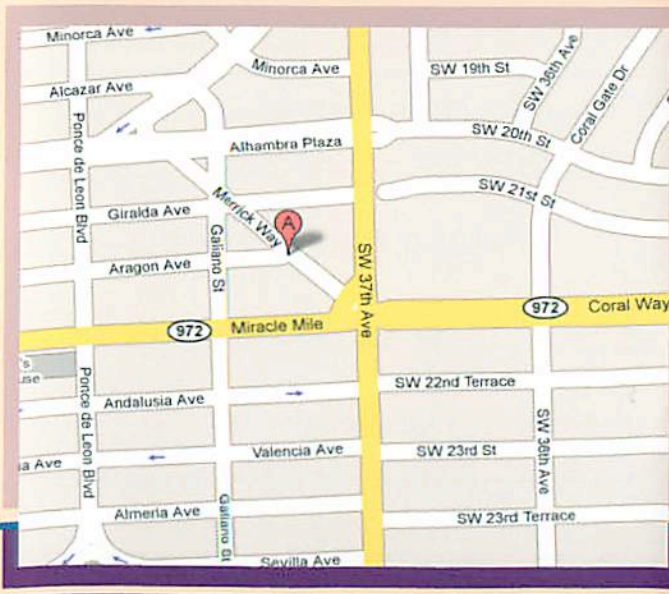 Minorca Ave
Minorca Ave
SW 19th St
SW 36th Ave
Coral Gate Dr
Alcazar Ave
Ponce de Leon Blvd
Alhambra Plaza
SW 20th St
Merrick Way
A
SW 21st St
Giralda Ave
Galiano St
Aragon Ave
SW 37th Ave
972
Miracle Mile
972
Coral Way
's
use
Ponce de Leon Blvd
Andalusia Ave
SW 22nd Terrace
ia Ave
Valencia Ave
SW 23rd St
SW 36th Ave
Almeria Ave
Galiano St
SW 23rd Terrace
Sevilla Ave